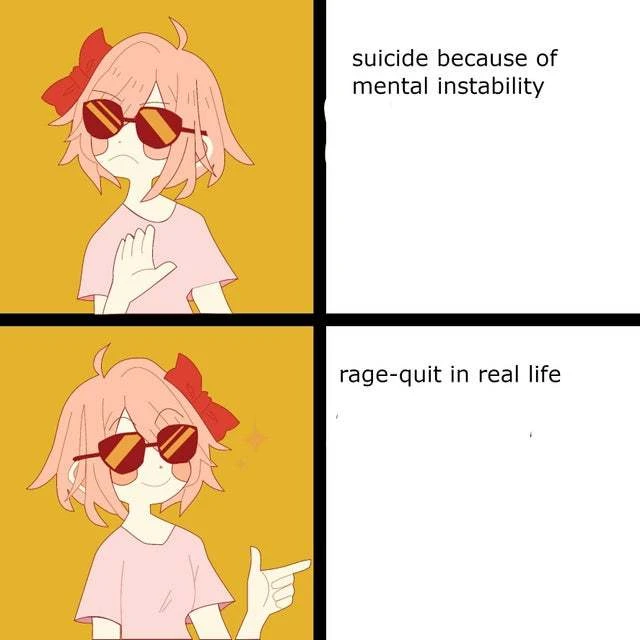 suicide because of
mental instability
rage-quit in real life